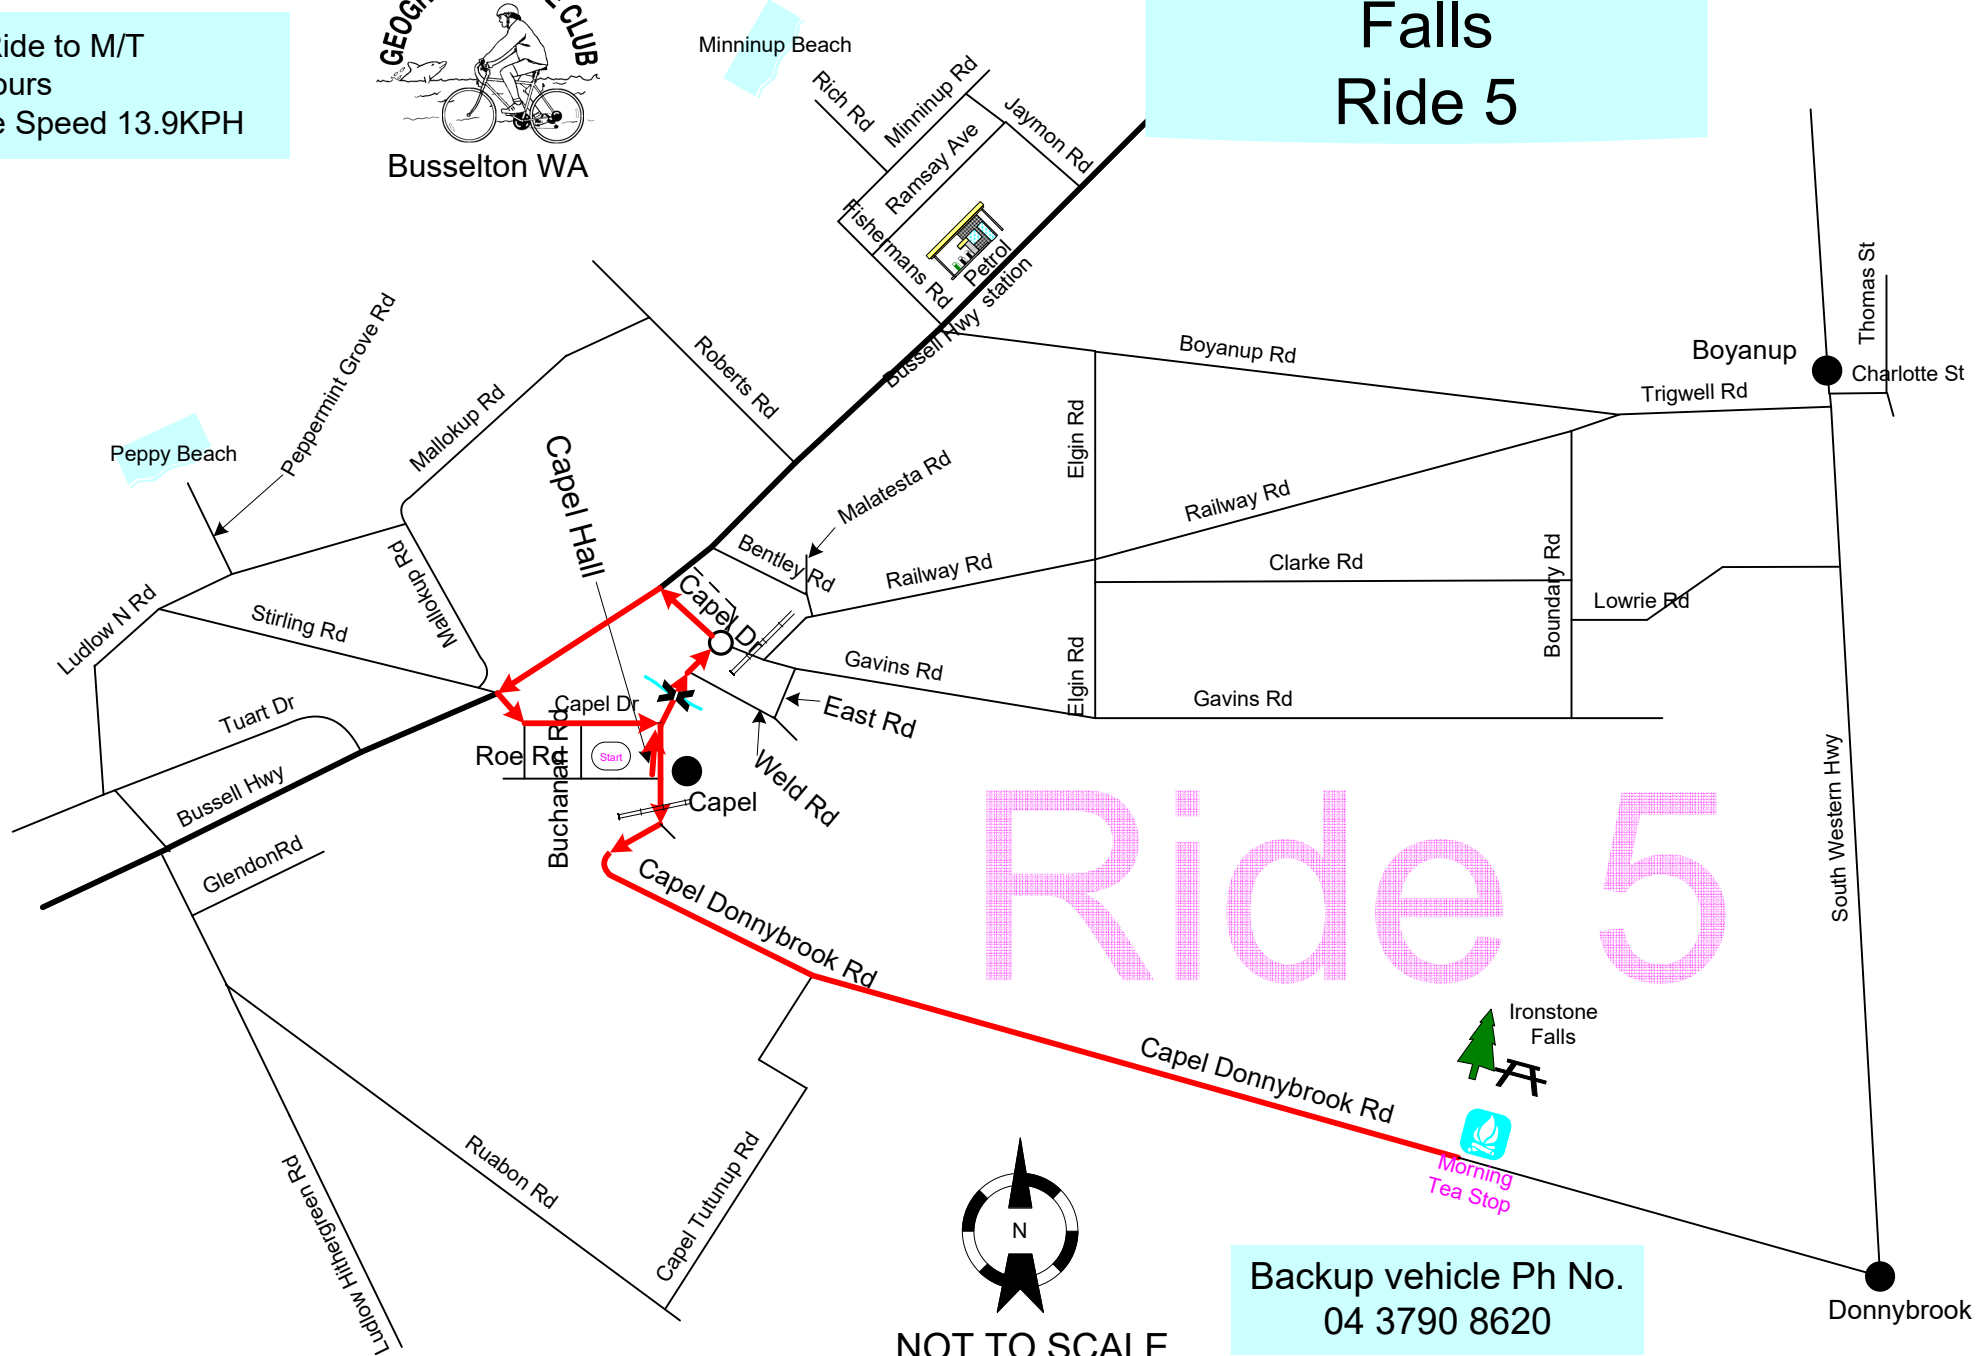 Ride to M/T
ours
e Speed 13.9KPH
CLUB
Busselton WA
Falls
Ride 5
Minninup Beach
Rich Rd
Minninup Rd
Jaymon Rd
Ramsay Ave
Fishermans Rd
Petrol
station
Bussell Hwy
Boyanup Rd
Boyanup
Thomas St
Charlotte St
Trigwell Rd
Peppermint Grove Rd
Peppy Beach
Mallokup Rd
Roberts Rd
Capel Hall
Malatesta Rd
Elgin Rd
Railway Rd
Bentley Rd
Railway Rd
Clarke Rd
Boundary Rd
Lowrie Rd
Ludlow N Rd
Stirling Rd
Mallokup Rd
Capel Dr
Gavins Rd
Elgin Rd
Gavins Rd
Tuart Dr
Capel Dr
East Rd
Weld Rd
Roe Rd
Start
Buchanan Rd
Capel
Bussell Hwy
GlendonRd
South Western Hwy
Ride 5
Capel Donnybrook Rd
Capel Donnybrook Rd
Ironstone
Falls
Morning
Tea Stop
Ludlow Hithergreen Rd
Ruabon Rd
Capel Tutunup Rd
N
NOT TO SCALE
Backup vehicle Ph No.
04 3790 8620
Donnybrook